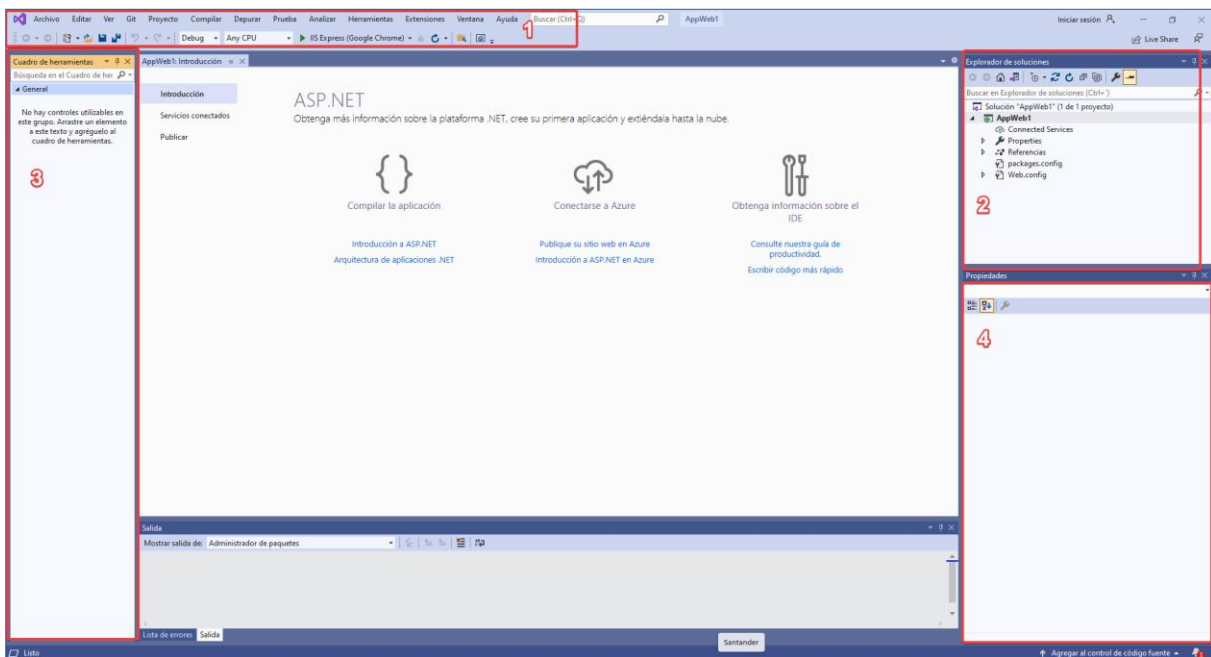 Archivo Editar Ver Git Proyecto Compilar Depurar Prueba Analizar Herramientas Extensiones Ventana Ayuda Buscar (Ctrl+Q) AppWeb1 Iniciar sesión
1
Debug Any CPU IIS Express (Google Chrome) Live Share
Cuadro de herramientas
Búsqueda en el Cuadro de her
General
No hay controles utilizables en
este grupo. Arrastre un elemento
a este texto y agréguelo al
cuadro de herramientas.
3
AppWeb1: Introducción
Introducción
Servicios conectados
Publicar
ASP.NET
Obtenga más información sobre la plataforma .NET, cree su primera aplicación y extiéndala hasta la nube.
{ }
Compilar la aplicación
Introducción a ASP.NET
Arquitectura de aplicaciones .NET
Conectarse a Azure
Publique su sitio web en Azure
Introducción a ASP.NET en Azure
Obtenga información sobre el
IDE
Consulte nuestra guía de
productividad.
Escribir código más rápido
Explorador de soluciones
Buscar en Explorador de soluciones (Ctrl+´)
Solución "AppWeb1" (1 de 1 proyecto)
AppWeb1
Connected Services
Properties
Referencias
packages.config
Web.config
2
Propiedades
4
Salida
Mostrar salida de: Administrador de paquetes
Lista de errores Salida
Santander
Listo
Agregar al control de código fuente